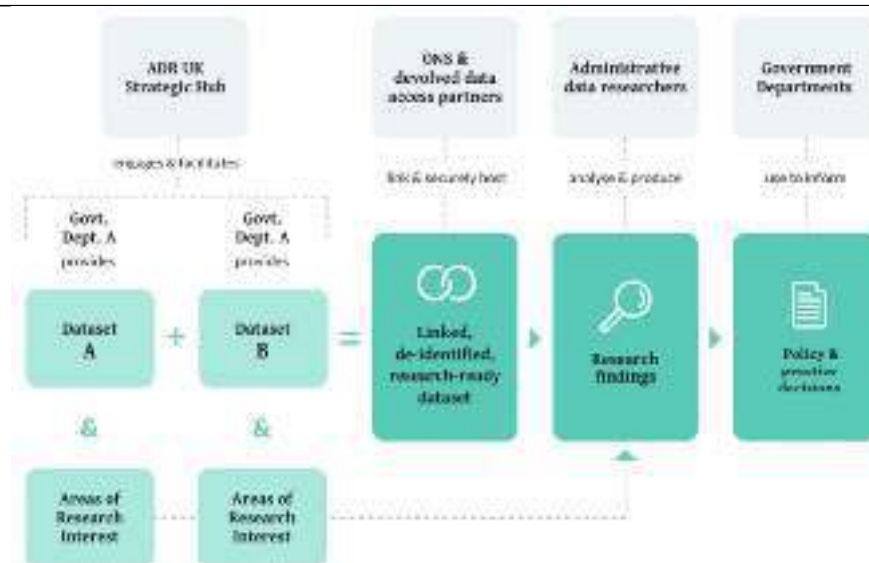 ADR UK
Strategic Hub
ONS &
devolved data
access partners
Administrative
data researchers
Government
Departments
engages & facilitates
link & securely host
analyse & produce
use to inform
Govt.
Dept. A
provides
Govt.
Dept. A
provides
Dataset
A
+
Dataset
B
=
Linked,
de-identified,
research-ready
dataset
Research
findings
Policy &
practice
decisions
&
&
Areas of
Research
Interest
Areas of
Research
Interest